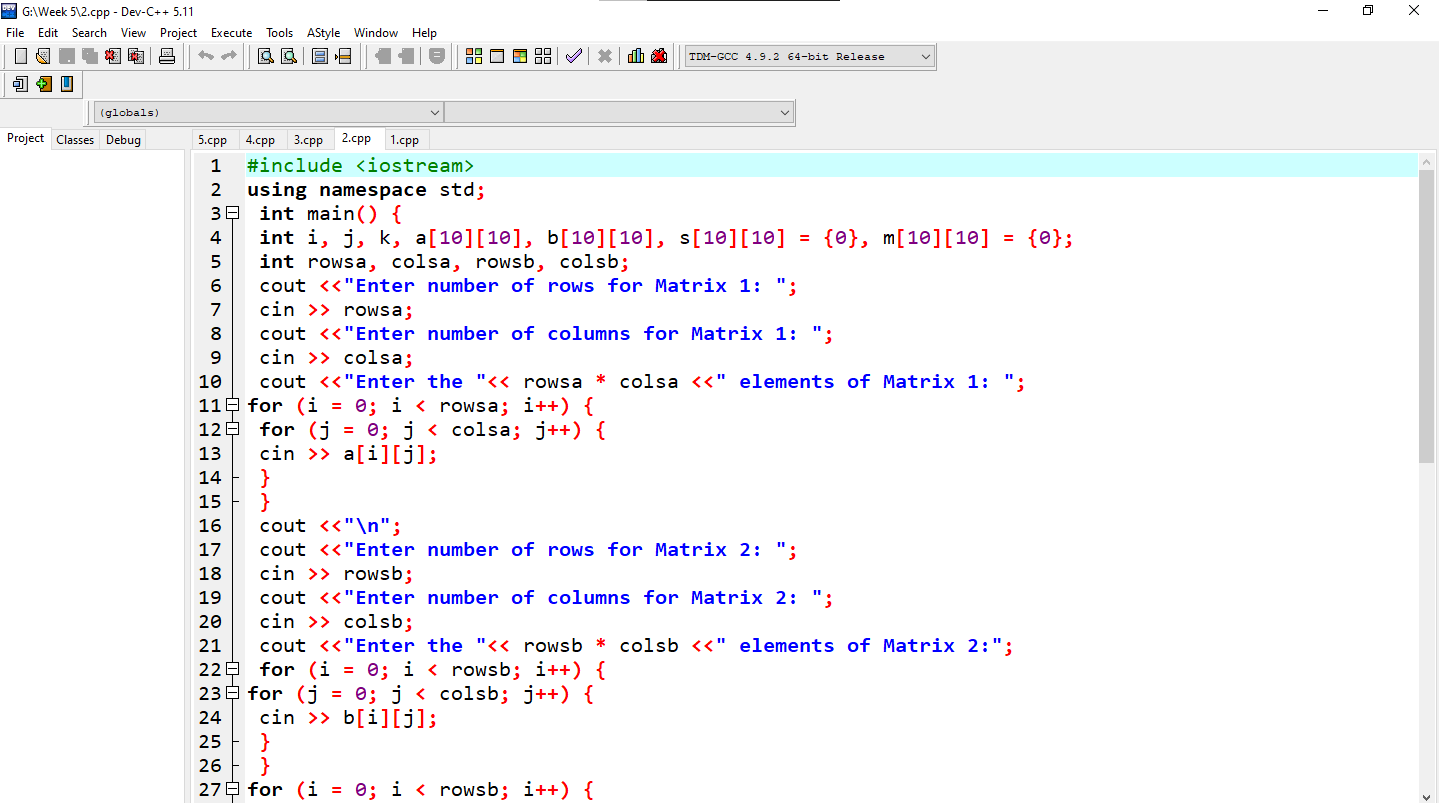 G:\Week 5\2.cpp - Dev-C++ 5.11
File Edit Search View Project Execute Tools AStyle Window Help
TDM-GCC 4.9.2 64-bit Release
(globals)
Project Classes Debug
5.cpp 4.cpp 3.cpp 2.cpp 1.cpp
1 #include <iostream>
2 using namespace std;
3 int main() {
4 int i, j, k, a[10][10], b[10][10], s[10][10] = {0}, m[10][10] = {0};
5 int rowsa, colsa, rowsb, colsb;
6 cout <<"Enter number of rows for Matrix 1: ";
7 cin >> rowsa;
8 cout <<"Enter number of columns for Matrix 1: ";
9 cin >> colsa;
10 cout <<"Enter the "<< rowsa * colsa <<" elements of Matrix 1: ";
11 for (i = 0; i < rowsa; i++) {
12 for (j = 0; j < colsa; j++) {
13 cin >> a[i][j];
14 }
15 }
16 cout <<"\n";
17 cout <<"Enter number of rows for Matrix 2: ";
18 cin >> rowsb;
19 cout <<"Enter number of columns for Matrix 2: ";
20 cin >> colsb;
21 cout <<"Enter the "<< rowsb * colsb <<" elements of Matrix 2:";
22 for (i = 0; i < rowsb; i++) {
23 for (j = 0; j < colsb; j++) {
24 cin >> b[i][j];
25 }
26 }
27 for (i = 0; i < rowsb; i++) {